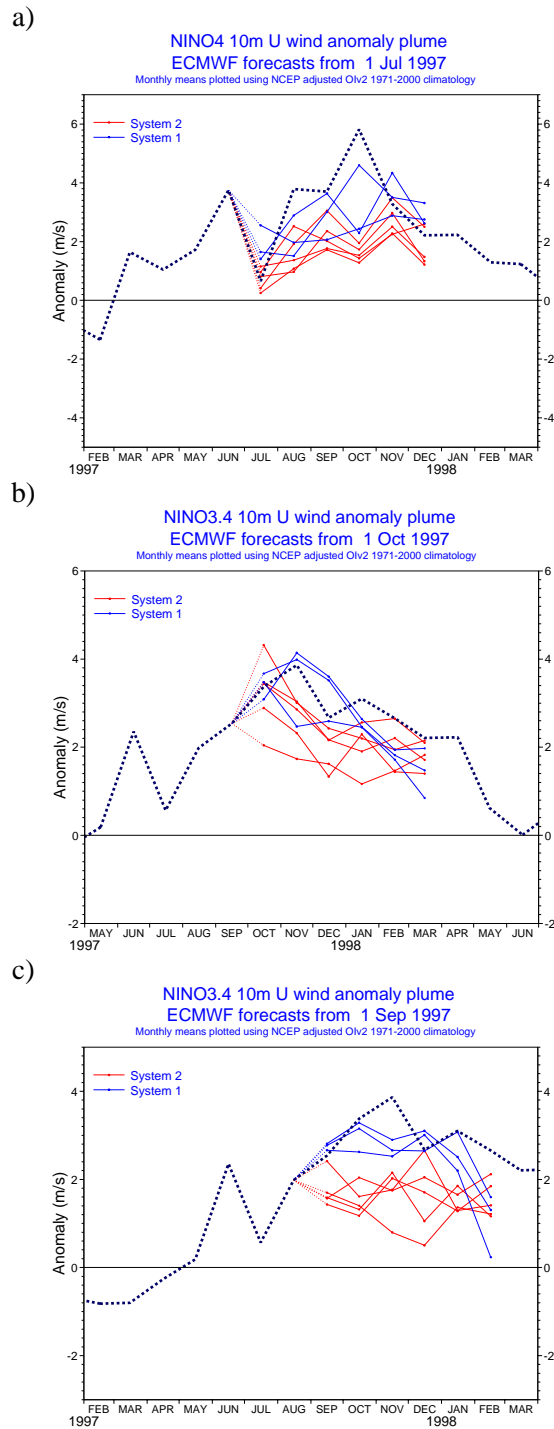 a)
NINO4 10m U wind anomaly plume
ECMWF forecasts from 1 Jul 1997
Monthly means plotted using NCEP adjusted OIv2 1971-2000 climatology
System 2
System 1
6 6
4 4
2 2
0 0
-2 -2
-4 -4
Anomaly (m/s)
FEB MAR APR MAY JUN JUL AUG SEP OCT NOV DEC JAN FEB MAR
1997 1998
b)
NINO3.4 10m U wind anomaly plume
ECMWF forecasts from 1 Oct 1997
Monthly means plotted using NCEP adjusted OIv2 1971-2000 climatology
6 6
System 2
System 1
4 4
2 2
0 0
-2 -2
Anomaly (m/s)
MAY JUN JUL AUG SEP OCT NOV DEC JAN FEB MAR APR MAY JUN
1997 1998
c)
NINO3.4 10m U wind anomaly plume
ECMWF forecasts from 1 Sep 1997
Monthly means plotted using NCEP adjusted OIv2 1971-2000 climatology
System 2
System 1
4 4
2 2
0 0
-2 -2
Anomaly (m/s)
FEB MAR APR MAY JUN JUL AUG SEP OCT NOV DEC JAN FEB MAR
1997 1998